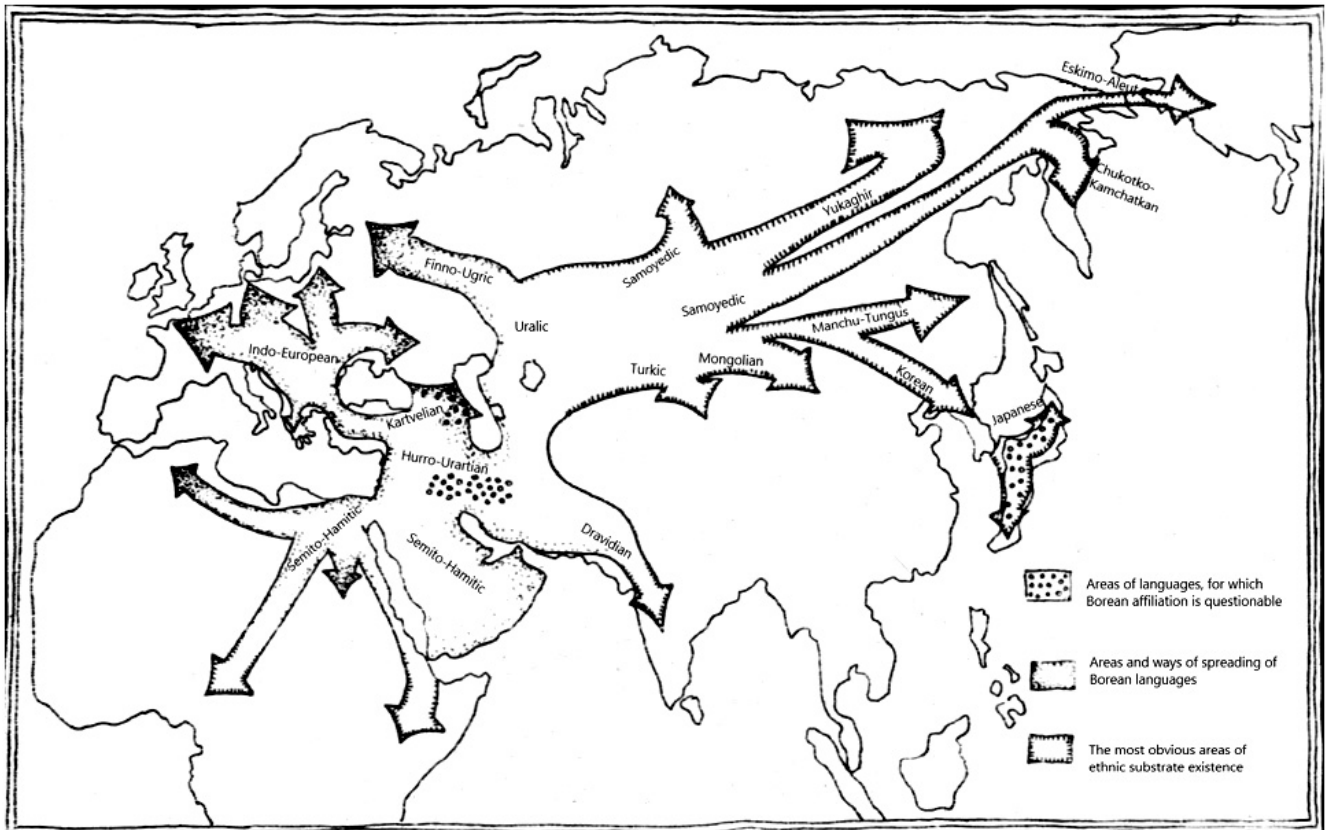 Eskimo-Aleut
Chukotko-
Kamchatkan
Yukaghir
Samoyedic
Finno-Ugric
Samoyedic
Uralic
Manchu-Tungus
Indo-European
Mongolian
Turkic
Korean
Japanese
Kartvelian
Hurro-Urartian
Semito-Hamitic
Semito-Hamitic
Dravidian
Areas of languages, for which
Borean affiliation is questionable
Areas and ways of spreading of
Borean languages
The most obvious areas of
ethnic substrate existence